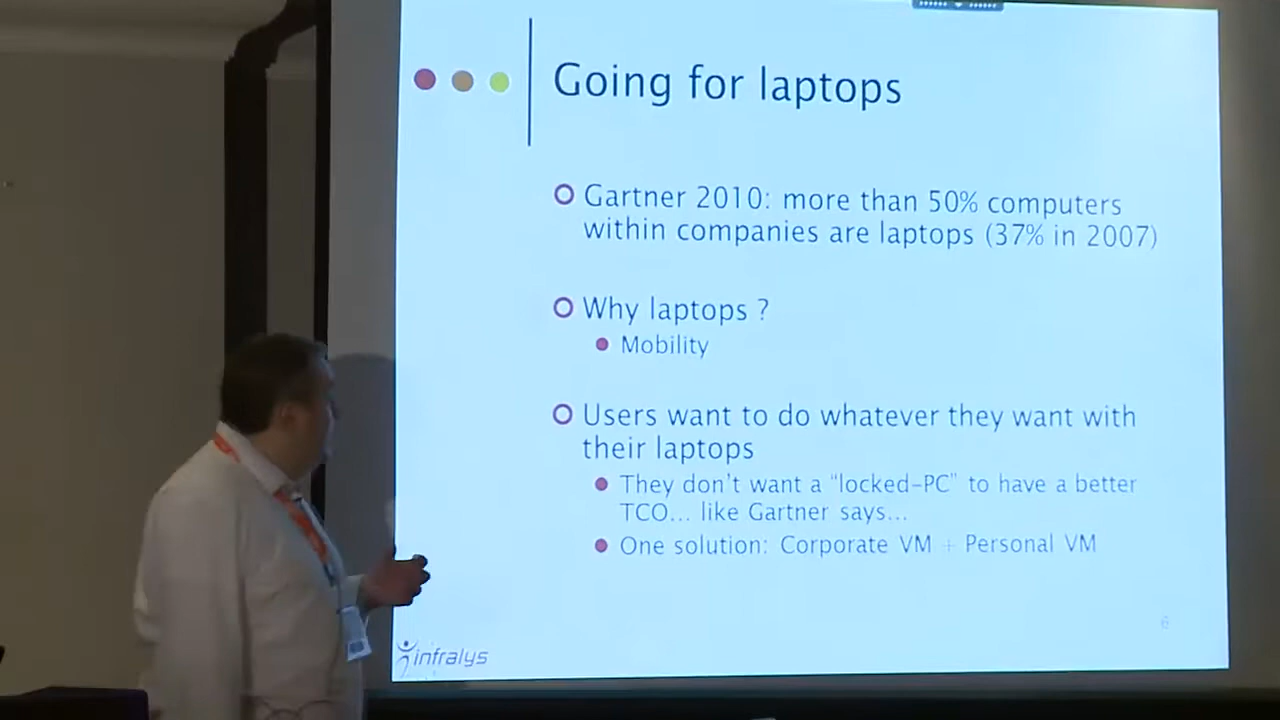 Going for laptops
Gartner 2010: more than 50% computers
within companies are laptops (37% in 2007)
Why laptops ?
Mobility
Users want to do whatever they want with
their laptops
They don't want a "locked-PC" to have a better
TCO... like Gartner says...
One solution: Corporate VM + Personal VM
6
infralys